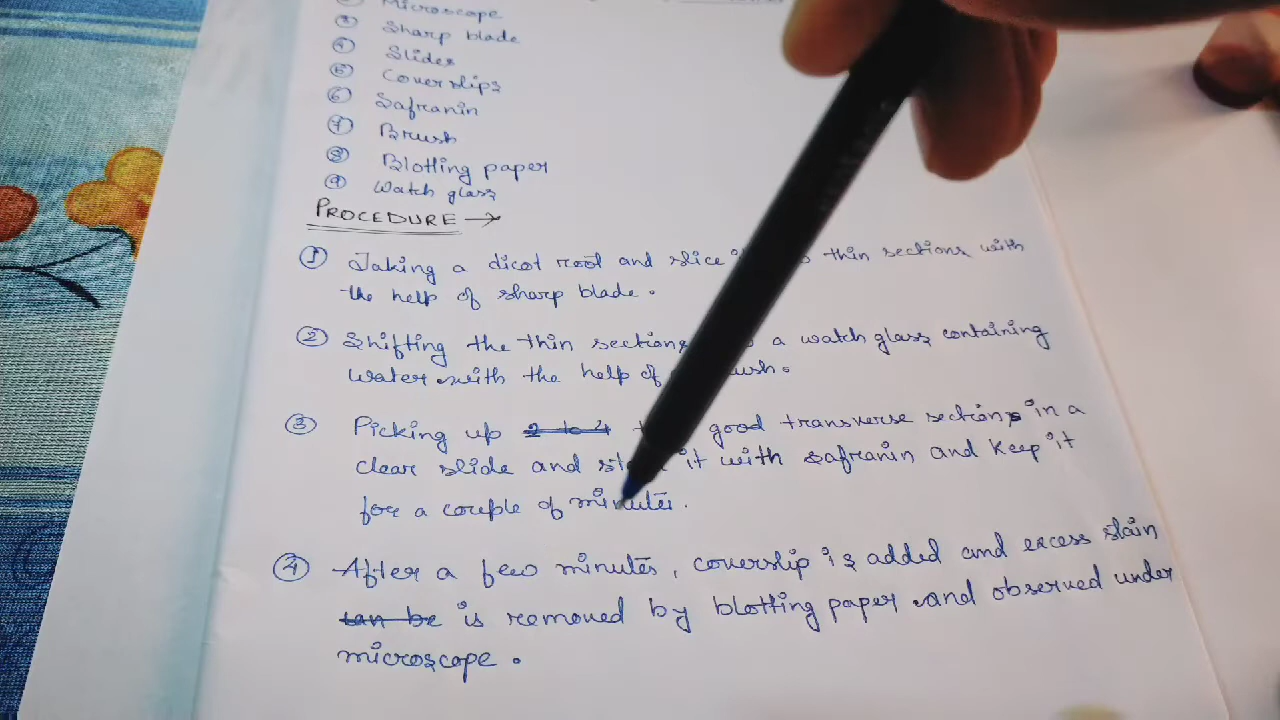 ② Microscope
③ Sharp blade
④ Slides
⑤ Coverslips
⑥ Safranin
⑦ Brush
⑧ Blotting paper
⑨ Watch glass
PROCEDURE →
① Taking a dicot root and slice thin sections with
the help of sharp blade.
② Shifting the thin sections a watch glass containing
water with the help of
③ Picking up 2 to 4 good transverse section, in a
clear slide and it with safranin and keep it
for a couple of minutes.
④ After a few minutes, coverslip is added and excess stain
can be is removed by blotting paper and observed under
microscope.